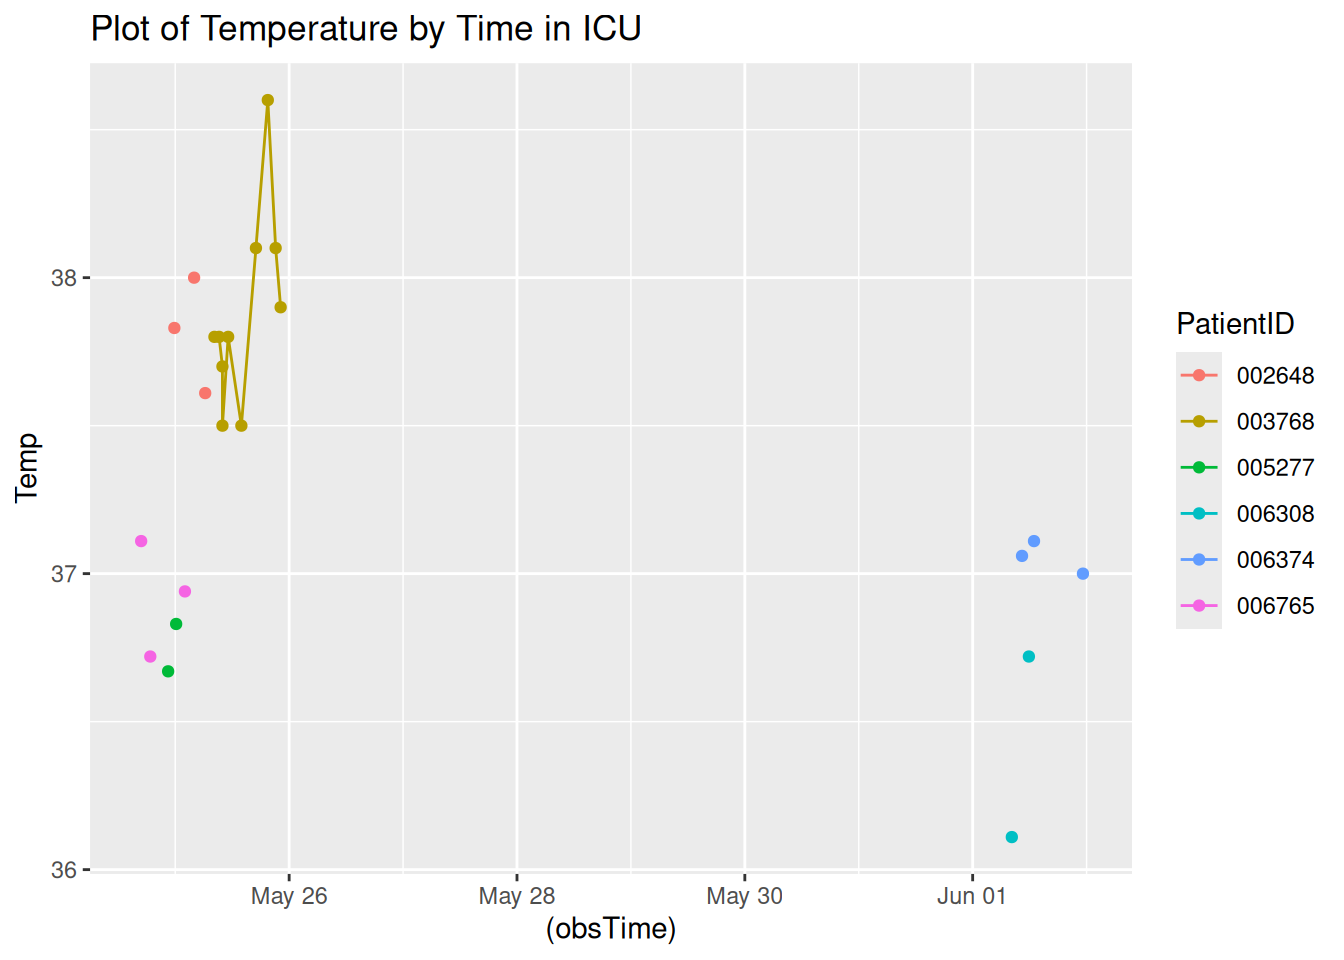 Plot of Temperature by Time in ICU
Temp
38
37
36
May 26
May 28
May 30
Jun 01
(obsTime)
PatientID
002648
003768
005277
006308
006374
006765